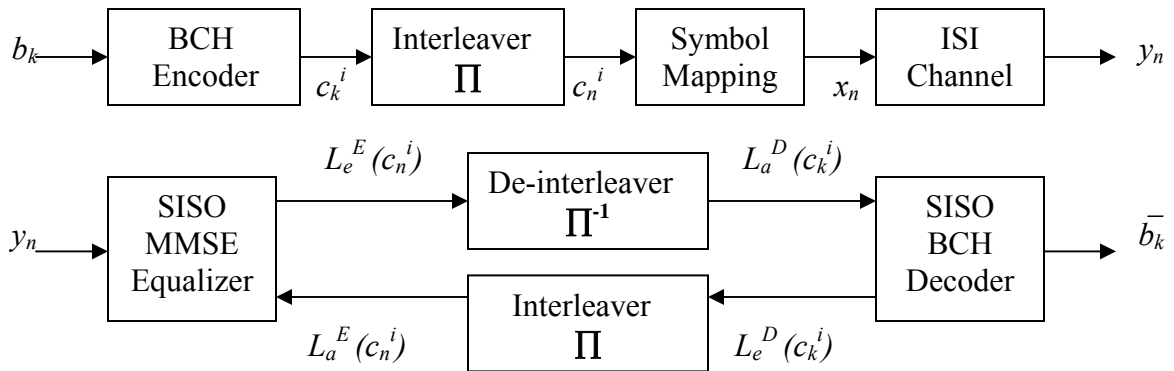 b_k
BCH
Encoder
c_k^i
Interleaver
Π
c_n^i
Symbol
Mapping
x_n
ISI
Channel
y_n
y_n
SISO
MMSE
Equalizer
L_e^E (c_n^i)
De-interleaver
Π^-1
L_a^D (c_k^i)
L_a^E (c_n^i)
Interleaver
Π
L_e^D (c_k^i)
SISO
BCH
Decoder
b̅_k